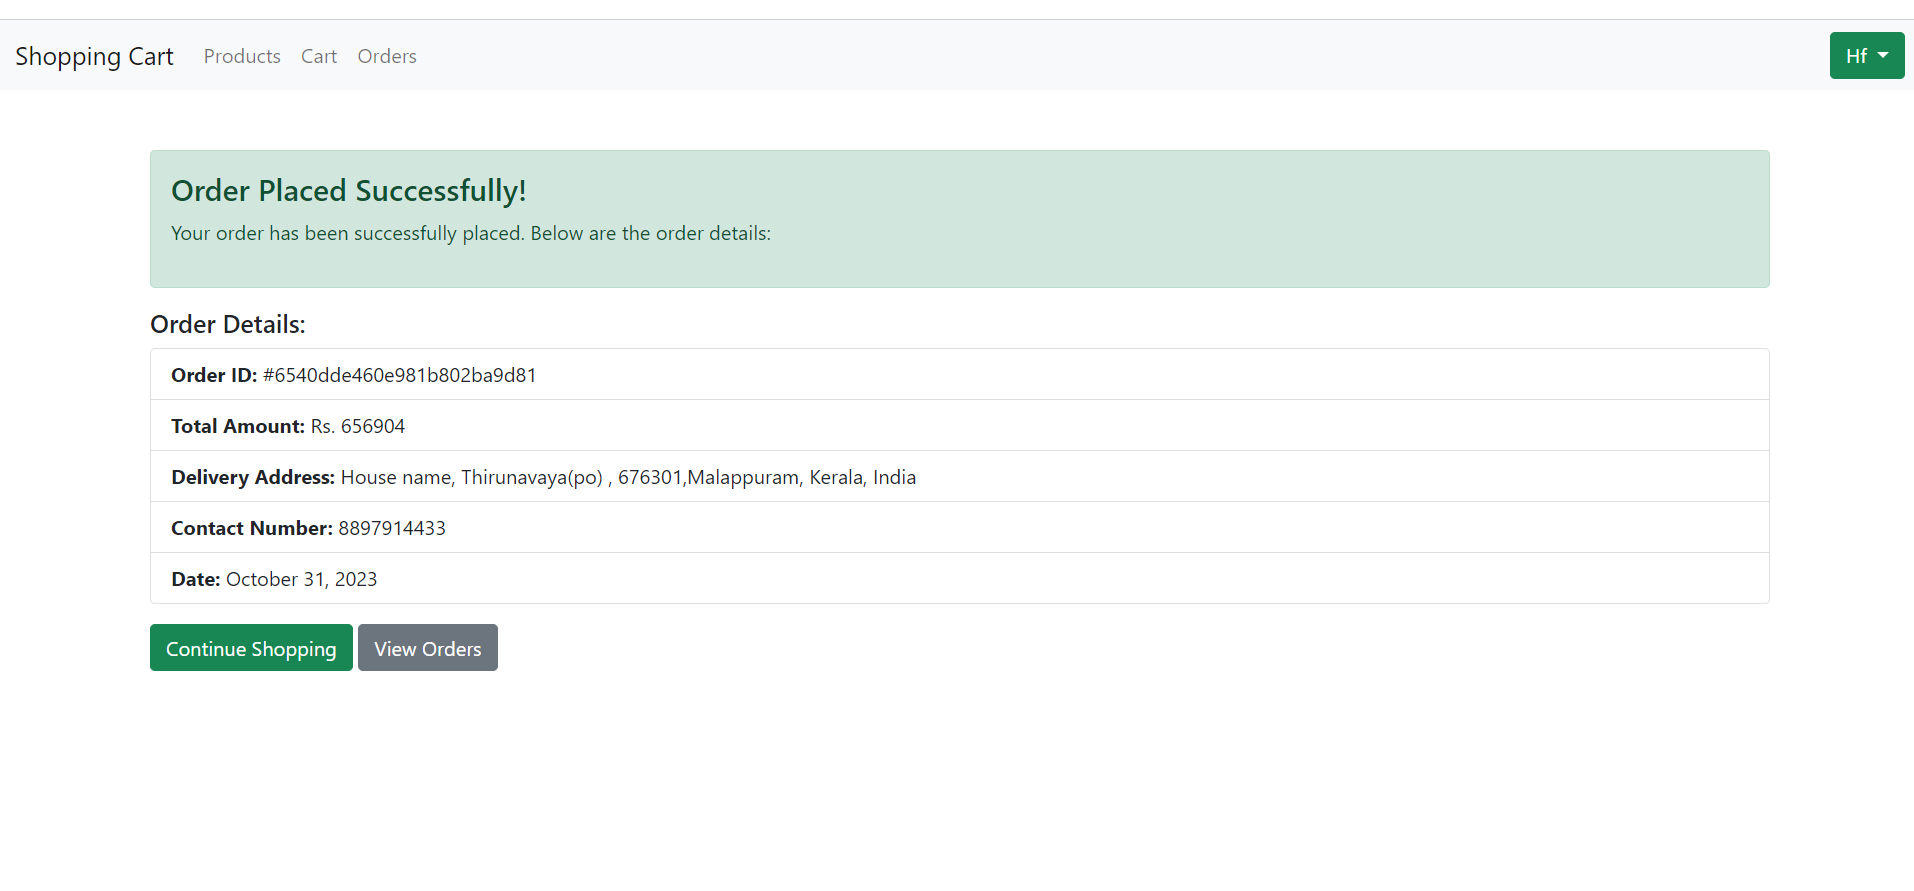 Shopping Cart Products Cart Orders Hf
Order Placed Successfully!
Your order has been successfully placed. Below are the order details:
Order Details:
Order ID: #6540dde460e981b802ba9d81
Total Amount: Rs. 656904
Delivery Address: House name, Thirunavaya(po) , 676301,Malappuram, Kerala, India
Contact Number: 8897914433
Date: October 31, 2023
Continue Shopping View Orders